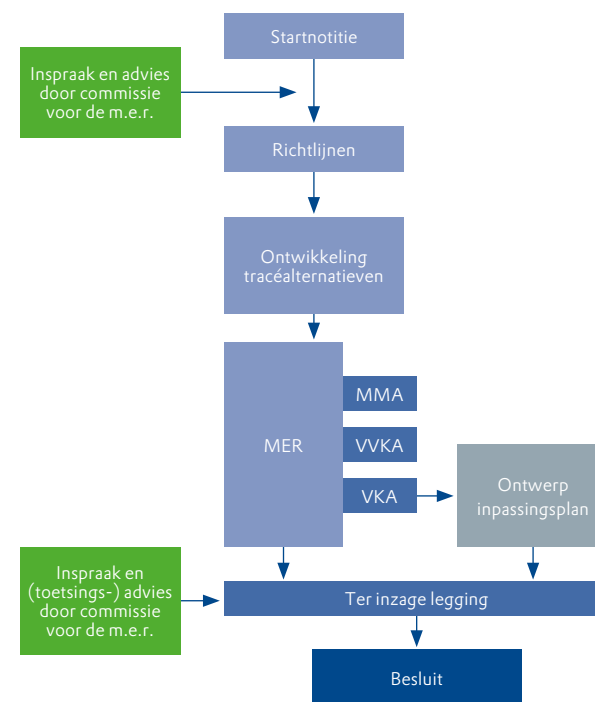 Startnotitie
Inspraak en advies
door commissie
voor de m.e.r.
Richtlijnen
Ontwikkeling
tracéalternatieven
MER
MMA
VVKA
VKA
Ontwerp
inpassingsplan
Inspraak en
(toetsings-) advies
door commissie
voor de m.e.r.
Ter inzage legging
Besluit